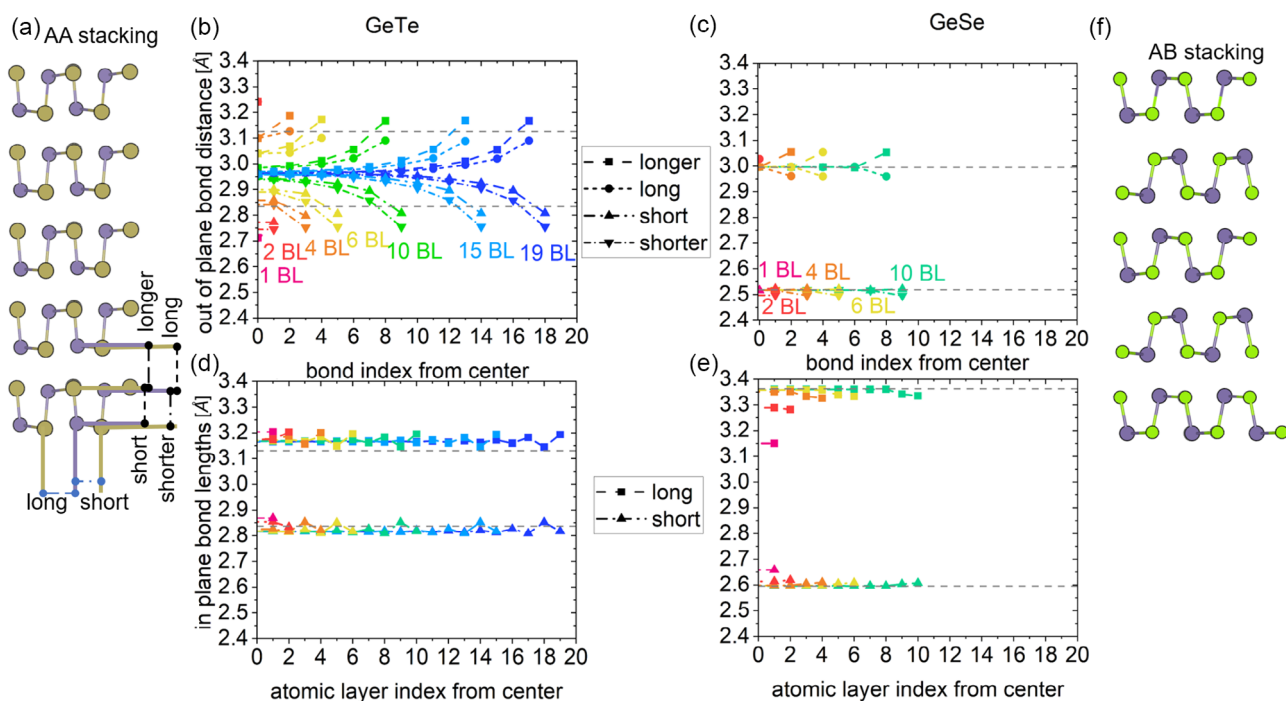 (a)
AA stacking
longer
long
short
shorter
long
short
(b)
GeTe
out of plane bond distance [Å]
3.4
3.3
3.2
3.1
3.0
2.9
2.8
2.7
2.6
2.5
2.4
1 BL
2 BL
4 BL
6 BL
10 BL
15 BL
19 BL
0 2 4 6 8 10 12 14 16 18 20
bond index from center
longer
long
short
shorter
(c)
GeSe
3.4
3.3
3.2
3.1
3.0
2.9
2.8
2.7
2.6
2.5
2.4
1 BL
4 BL
10 BL
2 BL
6 BL
0 2 4 6 8 10 12 14 16 18 20
bond index from center
(f)
AB stacking
(d)
in plane bond lengths [Å]
3.4
3.3
3.2
3.1
3.0
2.9
2.8
2.7
2.6
2.5
2.4
0 2 4 6 8 10 12 14 16 18 20
atomic layer index from center
long
short
(e)
3.4
3.3
3.2
3.1
3.0
2.9
2.8
2.7
2.6
2.5
2.4
0 2 4 6 8 10 12 14 16 18 20
atomic layer index from center